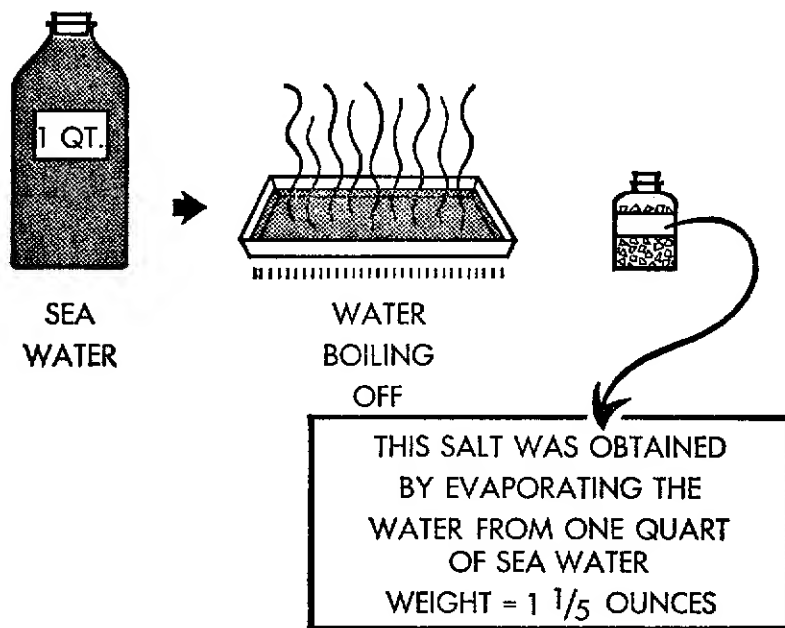 1 QT.
SEA
WATER
WATER
BOILING
OFF
THIS SALT WAS OBTAINED
BY EVAPORATING THE
WATER FROM ONE QUART
OF SEA WATER
WEIGHT = 1 1/5 OUNCES